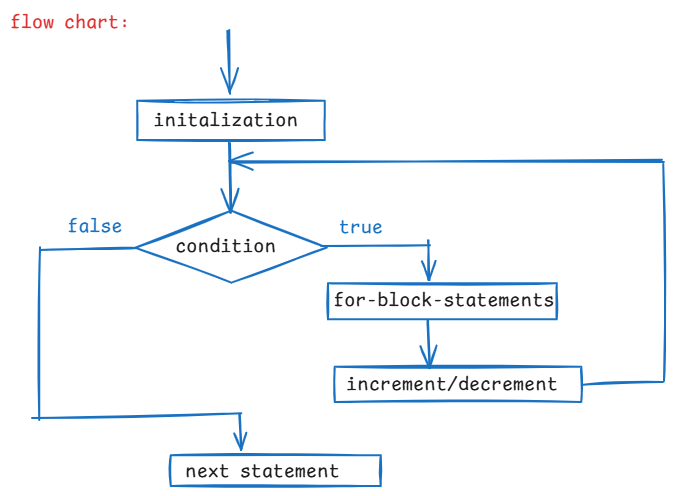 flow chart:
initalization
false
true
condition
for-block-statements
increment/decrement
next statement